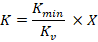 K = K_min / K_v × X